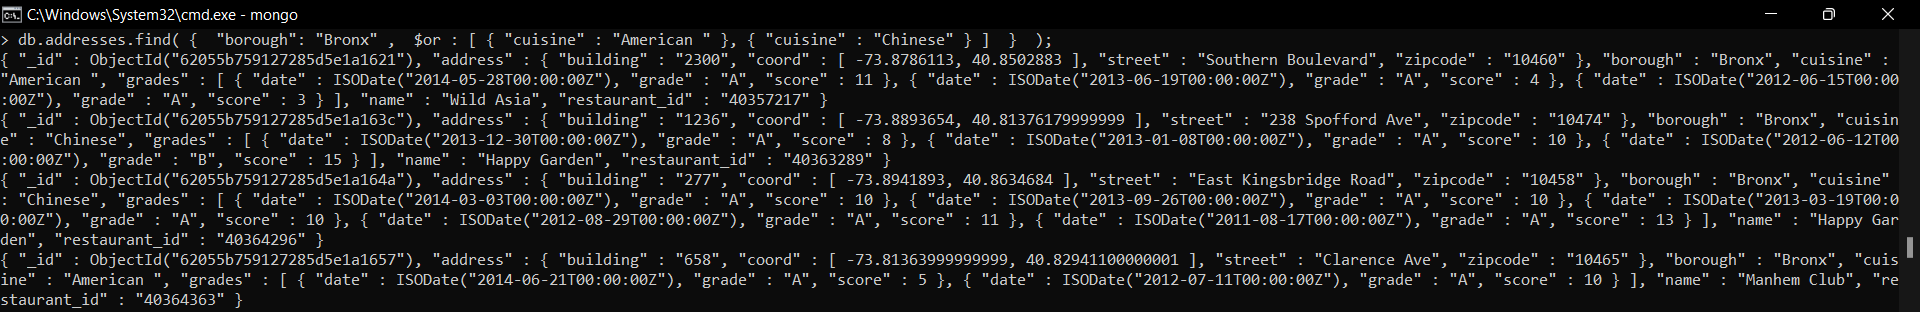 C:\Windows\System32\cmd.exe - mongo
> db.addresses.find( {  "borough": "Bronx" ,  $or : [ { "cuisine" : "American " }, { "cuisine" : "Chinese" } ]  }  );
{ "_id" : ObjectId("62055b759127285d5e1a1621"), "address" : { "building" : "2300", "coord" : [ -73.8786113, 40.8502883 ], "street" : "Southern Boulevard", "zipcode" : "10460" }, "borough" : "Bronx", "cuisine" :
"American ", "grades" : [ { "date" : ISODate("2014-05-28T00:00:00Z"), "grade" : "A", "score" : 11 }, { "date" : ISODate("2013-06-19T00:00:00Z"), "grade" : "A", "score" : 4 }, { "date" : ISODate("2012-06-15T00:00
:00Z"), "grade" : "A", "score" : 3 } ], "name" : "Wild Asia", "restaurant_id" : "40357217" }
{ "_id" : ObjectId("62055b759127285d5e1a163c"), "address" : { "building" : "1236", "coord" : [ -73.8893654, 40.81376179999999 ], "street" : "238 Spofford Ave", "zipcode" : "10474" }, "borough" : "Bronx", "cuisin
e" : "Chinese", "grades" : [ { "date" : ISODate("2013-12-30T00:00:00Z"), "grade" : "A", "score" : 8 }, { "date" : ISODate("2013-01-08T00:00:00Z"), "grade" : "A", "score" : 10 }, { "date" : ISODate("2012-06-12T00
:00:00Z"), "grade" : "B", "score" : 15 } ], "name" : "Happy Garden", "restaurant_id" : "40363289" }
{ "_id" : ObjectId("62055b759127285d5e1a164a"), "address" : { "building" : "277", "coord" : [ -73.8941893, 40.8634684 ], "street" : "East Kingsbridge Road", "zipcode" : "10458" }, "borough" : "Bronx", "cuisine"
: "Chinese", "grades" : [ { "date" : ISODate("2014-03-03T00:00:00Z"), "grade" : "A", "score" : 10 }, { "date" : ISODate("2013-09-26T00:00:00Z"), "grade" : "A", "score" : 10 }, { "date" : ISODate("2013-03-19T00:0
0:00Z"), "grade" : "A", "score" : 10 }, { "date" : ISODate("2012-08-29T00:00:00Z"), "grade" : "A", "score" : 11 }, { "date" : ISODate("2011-08-17T00:00:00Z"), "grade" : "A", "score" : 13 } ], "name" : "Happy Gar
den", "restaurant_id" : "40364296" }
{ "_id" : ObjectId("62055b759127285d5e1a1657"), "address" : { "building" : "658", "coord" : [ -73.81363999999999, 40.82941100000001 ], "street" : "Clarence Ave", "zipcode" : "10465" }, "borough" : "Bronx", "cuis
ine" : "American ", "grades" : [ { "date" : ISODate("2014-06-21T00:00:00Z"), "grade" : "A", "score" : 5 }, { "date" : ISODate("2012-07-11T00:00:00Z"), "grade" : "A", "score" : 10 } ], "name" : "Manhem Club", "re
staurant_id" : "40364363" }